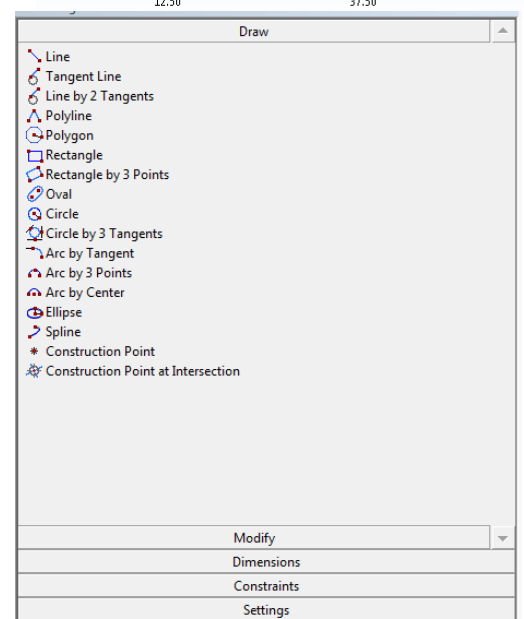 12.50 37.50
Draw
Line
Tangent Line
Line by 2 Tangents
Polyline
Polygon
Rectangle
Rectangle by 3 Points
Oval
Circle
Circle by 3 Tangents
Arc by Tangent
Arc by 3 Points
Arc by Center
Ellipse
Spline
Construction Point
Construction Point at Intersection
Modify
Dimensions
Constraints
Settings